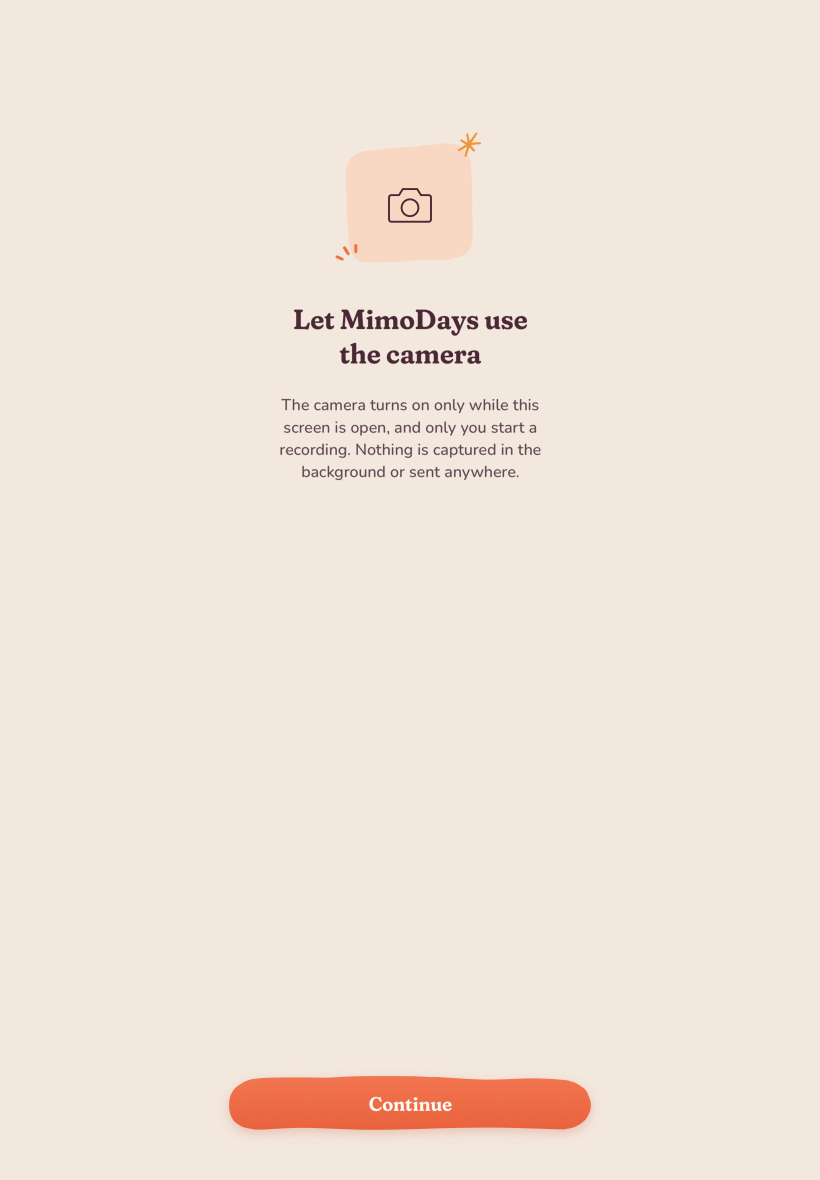 Let MimoDays use
the camera
The camera turns on only while this
screen is open, and only you start a
recording. Nothing is captured in the
background or sent anywhere.
Continue